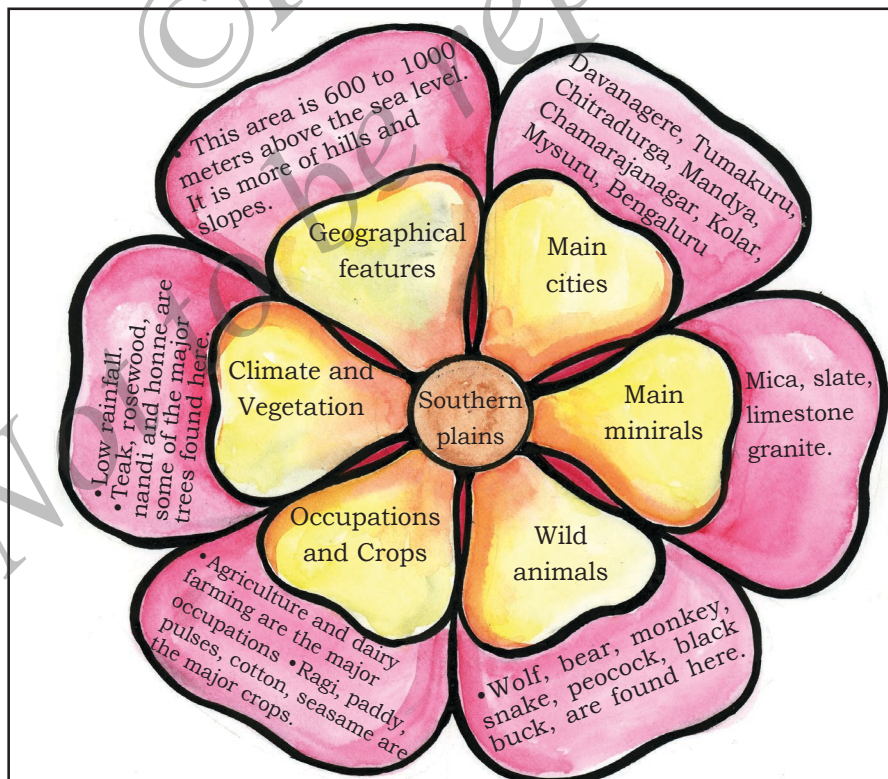 Southern
plains
Geographical
features
• This area is 600 to 1000
meters above the sea level.
It is more of hills and
slopes.
Main
cities
Davanagere, Tumakuru,
Chitradurga, Mandya,
Chamarajanagar, Kolar,
Mysuru, Bengaluru
Main
minirals
Mica, slate,
limestone
granite.
Wild
animals
•Wolf, bear, monkey,
snake, peocock, black
buck, are found here.
Occupations
and Crops
•Agriculture and dairy
farming are the major
occupations •Ragi, paddy,
pulses, cotton, seasame are
the major crops.
Climate and
Vegetation
•Low rainfall.
•Teak, rosewood,
nandi and honne are
some of the major
trees found here.
©
Not to be rep